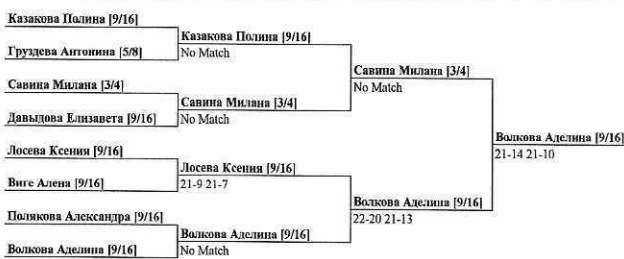 Казакова Полина [9/16]
Казакова Полина [9/16]
Груздева Антонина [5/8]
No Match
Савина Милана [3/4]
Савина Милана [3/4]
No Match
Савина Милана [3/4]
Давыдова Елизавета [9/16]
No Match
Волкова Аделина [9/16]
21-14 21-10
Лосева Ксения [9/16]
Лосева Ксения [9/16]
Виге Алена [9/16]
21-9 21-7
Волкова Аделина [9/16]
22-20 21-13
Полякова Александра [9/16]
Волкова Аделина [9/16]
Волкова Аделина [9/16]
No Match